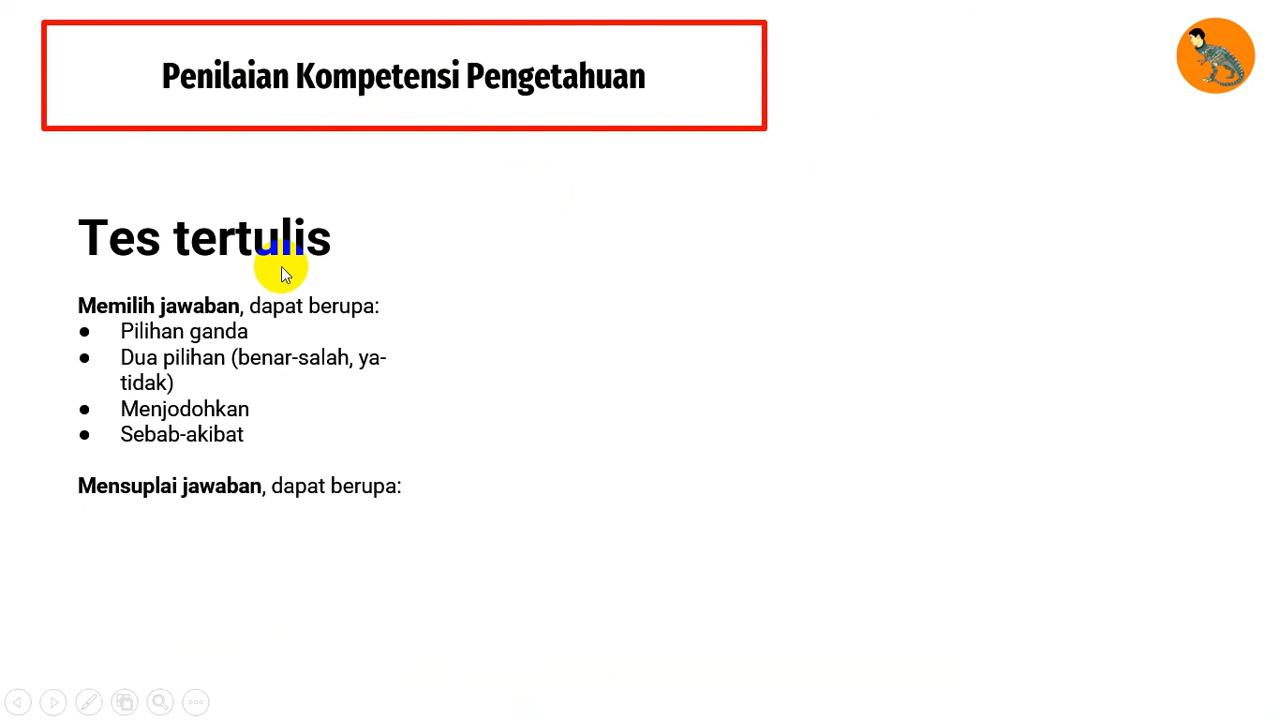 Penilaian Kompetensi Pengetahuan
Tes tertulis
Memilih jawaban, dapat berupa:
● Pilihan ganda
● Dua pilihan (benar-salah, ya-
tidak)
● Menjodohkan
● Sebab-akibat
Mensuplai jawaban, dapat berupa: